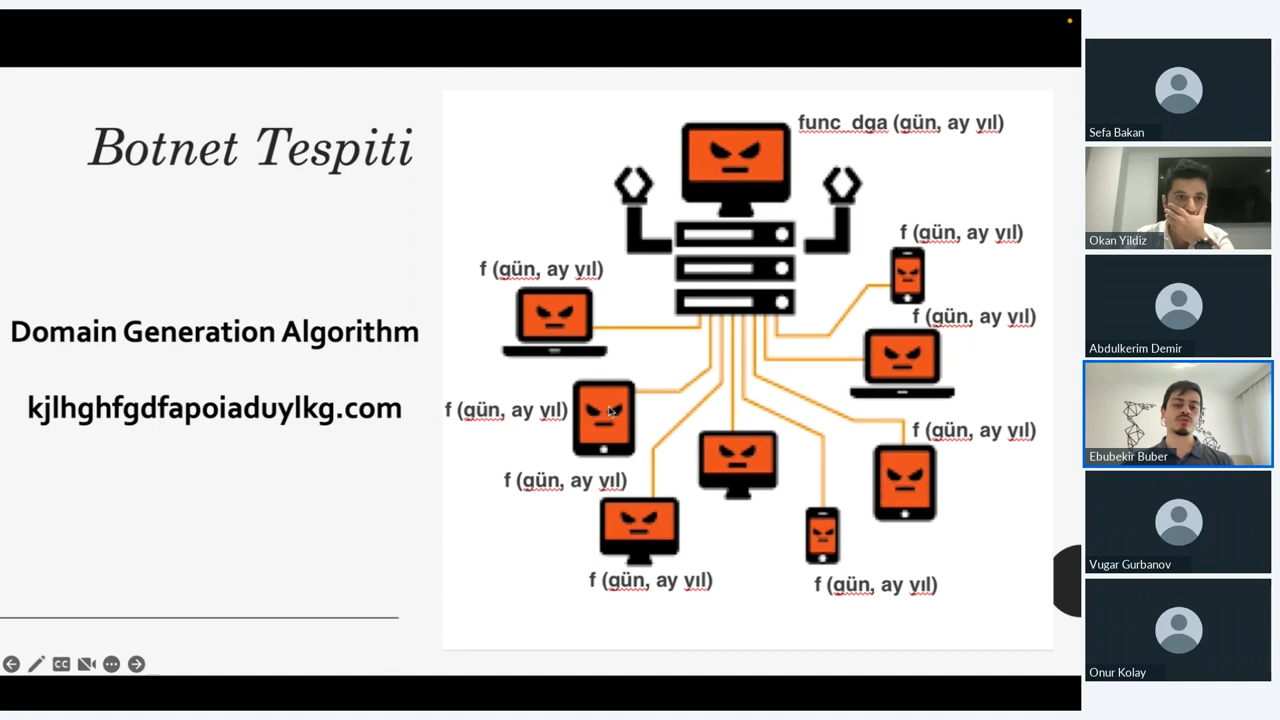 Botnet Tespiti
Domain Generation Algorithm
kjlhghfgdfapoiaduylkg.com
func_dga (gün, ay yıl)
f (gün, ay yıl)
f (gün, ay yıl)
f (gün, ay yıl)
f (gün, ay yıl)
f (gün, ay yıl)
f (gün, ay yıl)
f (gün, ay yıl)
f (gün, ay yıl)
CC
Sefa Bakan
Okan Yildiz
Abdulkerim Demir
Ebubekir Buber
Vugar Gurbanov
Onur Kolay